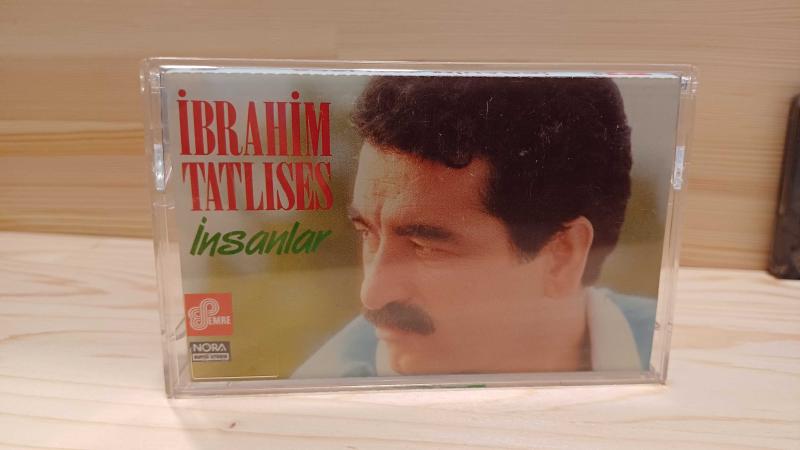 İBRAHİM
TATLISES
İnsanlar
EMRE
NORA